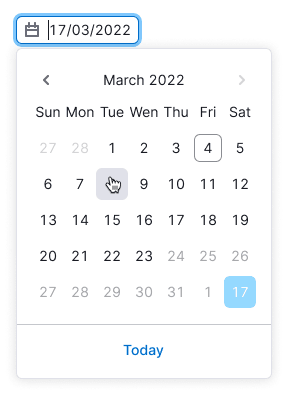 17/03/2022
March 2022
Sun Mon Tue Wen Thu Fri Sat
27 28 1 2 3 4 5
6 7 9 10 11 12
13 14 15 16 17 18 19
20 21 22 23 24 25 26
27 28 29 30 31 1 17
Today